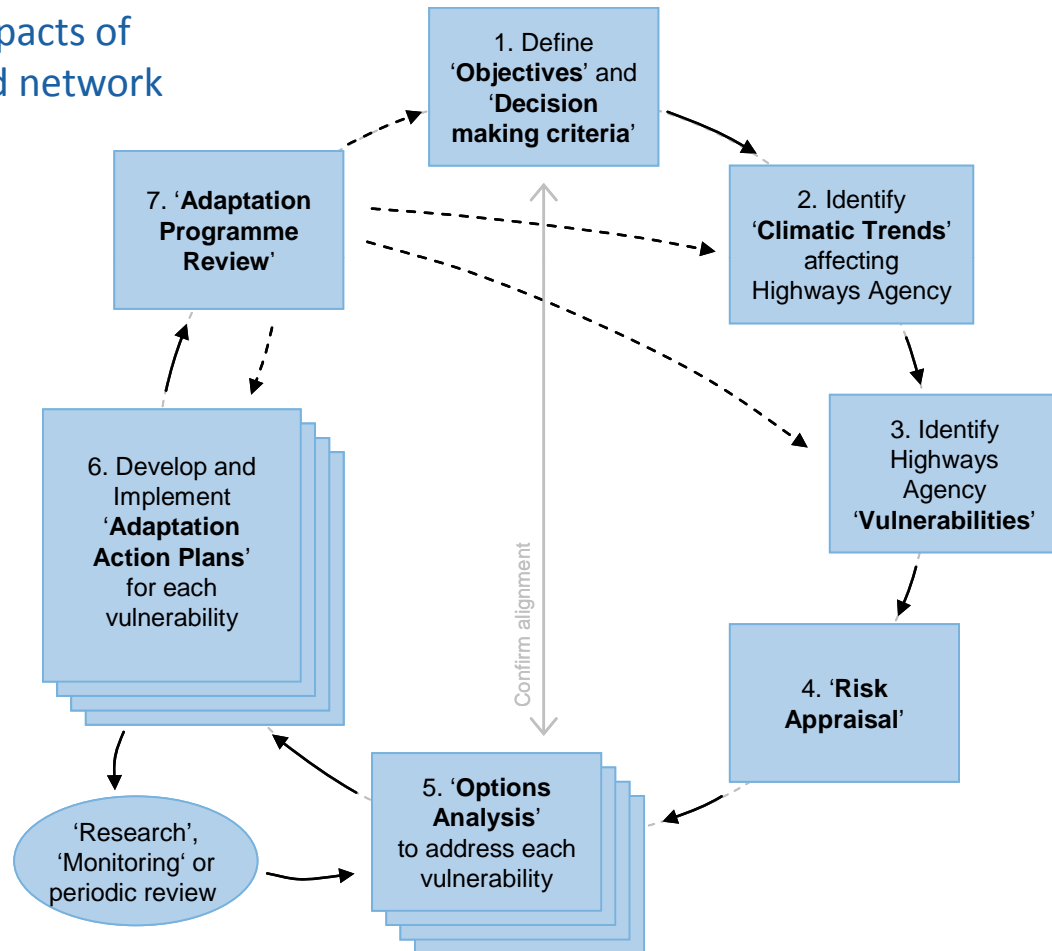 pacts of
d network
1. Define
‘Objectives’ and
‘Decision
making criteria’
2. Identify
‘Climatic Trends’
affecting
Highways Agency
3. Identify
Highways
Agency
‘Vulnerabilities’
4. ‘Risk
Appraisal’
5. ‘Options
Analysis’
to address each
vulnerability
6. Develop and
Implement
‘Adaptation
Action Plans’
for each
vulnerability
7. ‘Adaptation
Programme
Review’
‘Research’,
‘Monitoring‘ or
periodic review
Confirm alignment